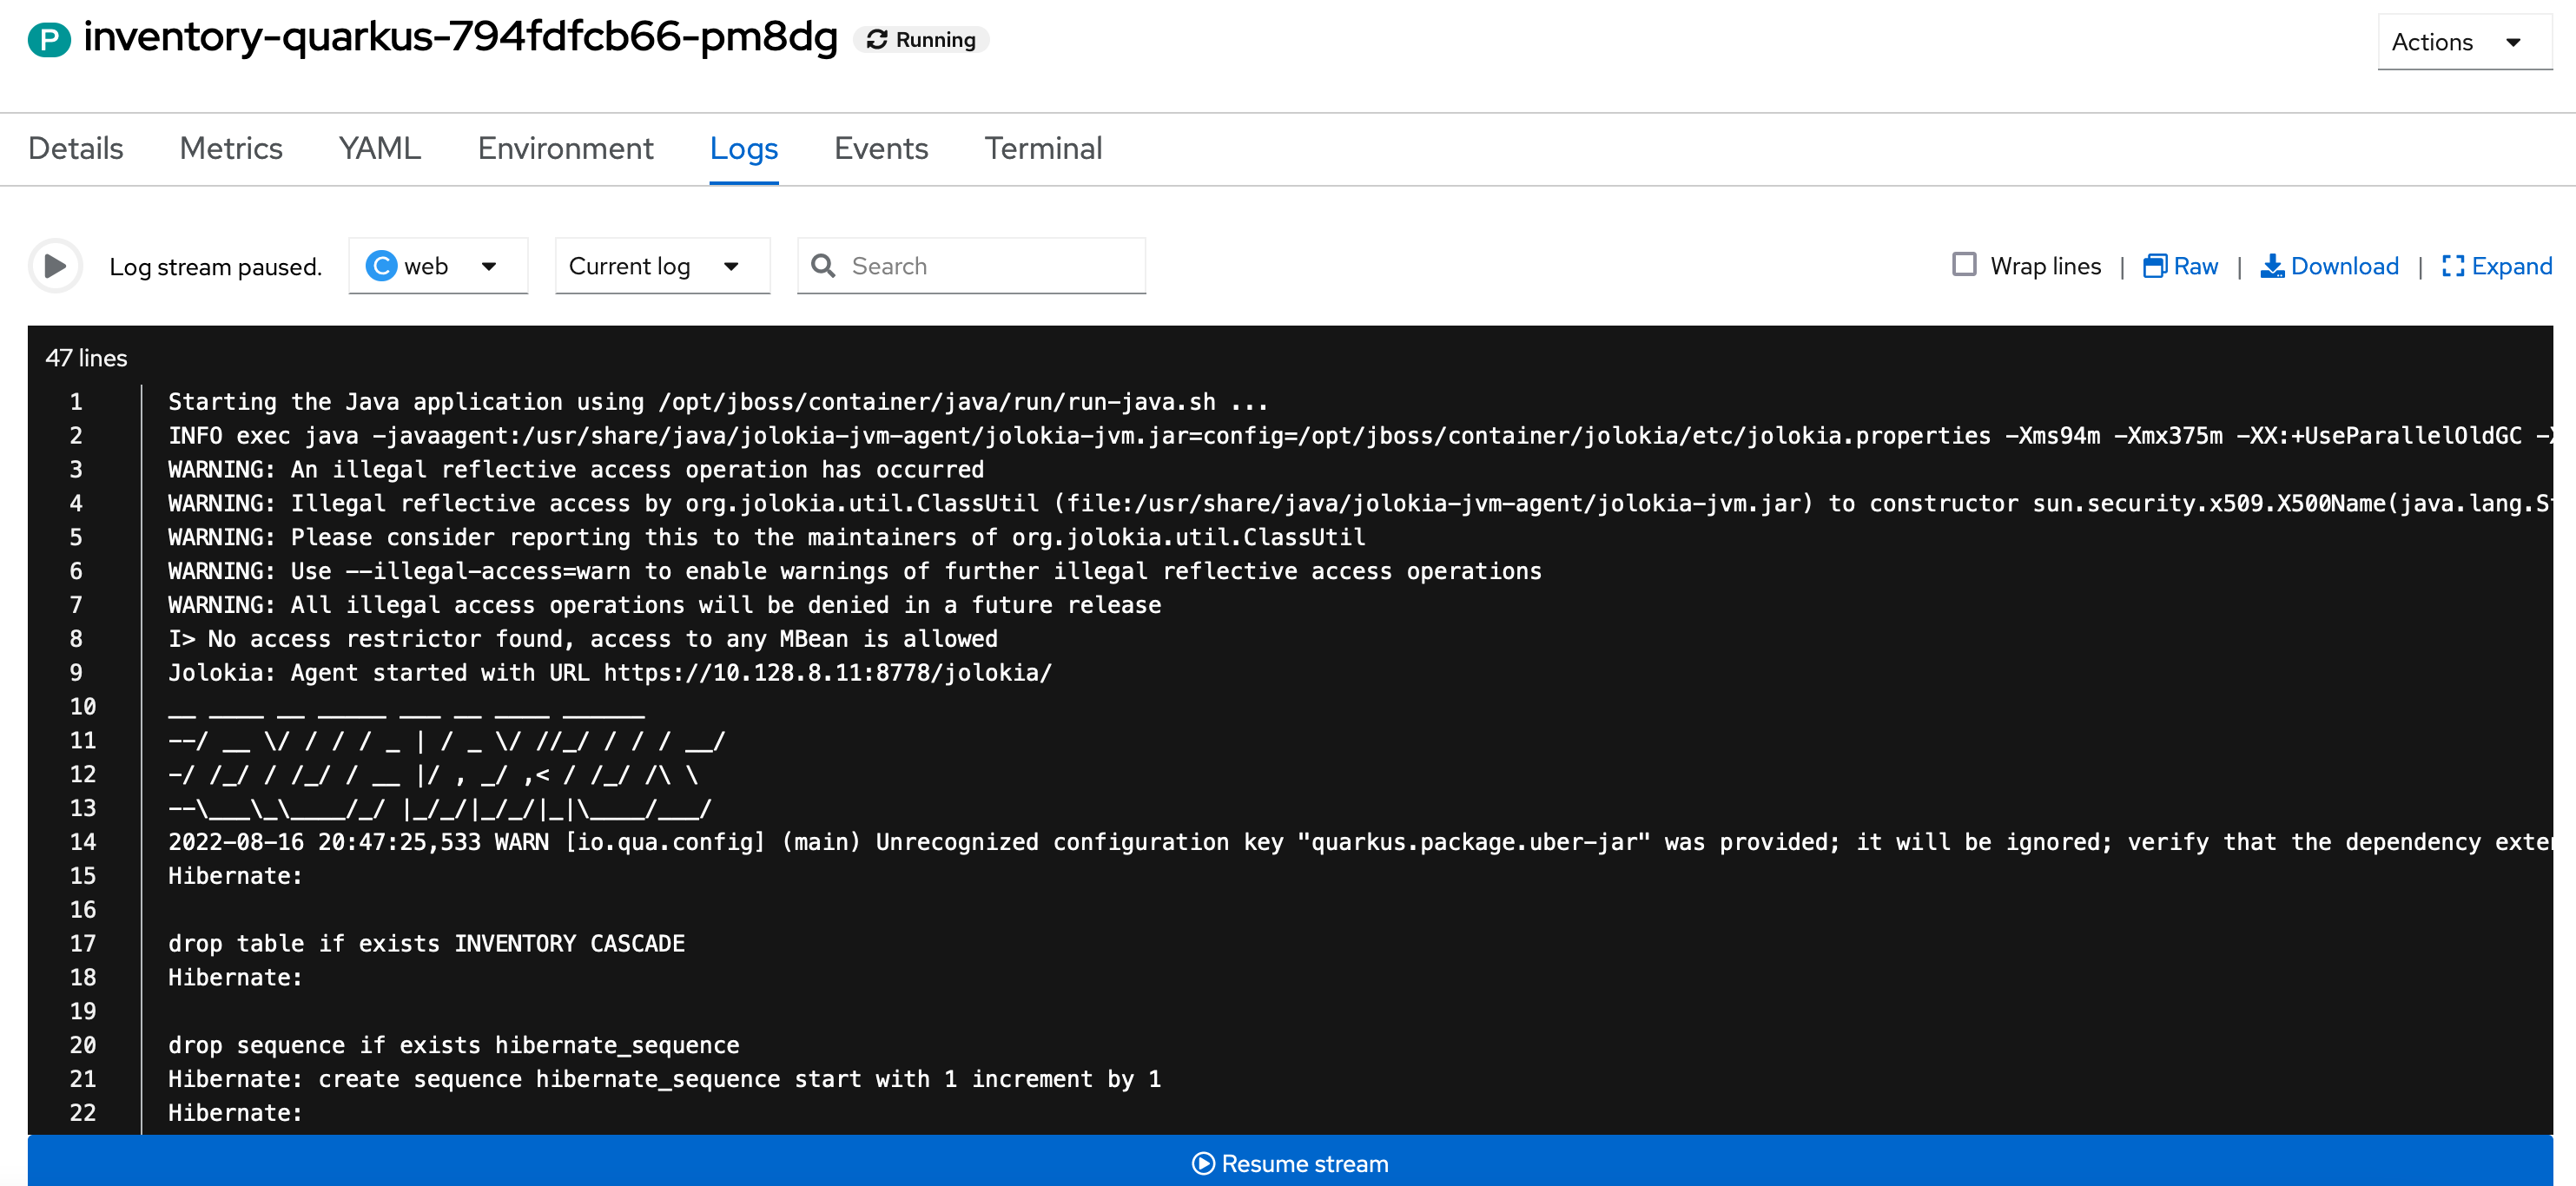 P inventory-quarkus-794fdfcb66-pm8dg Running Actions
Details Metrics YAML Environment Logs Events Terminal
Log stream paused. C web Current log Search Wrap lines | Raw | Download | Expand
47 lines
1 Starting the Java application using /opt/jboss/container/java/run/run-java.sh ...
2 INFO exec java -javaagent:/usr/share/java/jolokia-jvm-agent/jolokia-jvm.jar=config=/opt/jboss/container/jolokia/etc/jolokia.properties -Xms94m -Xmx375m -XX:+UseParallelOldGC
3 WARNING: An illegal reflective access operation has occurred
4 WARNING: Illegal reflective access by org.jolokia.util.ClassUtil (file:/usr/share/java/jolokia-jvm-agent/jolokia-jvm.jar) to constructor sun.security.x509.X500Name(java.lang.St
5 WARNING: Please consider reporting this to the maintainers of org.jolokia.util.ClassUtil
6 WARNING: Use --illegal-access=warn to enable warnings of further illegal reflective access operations
7 WARNING: All illegal access operations will be denied in a future release
8 I> No access restrictor found, access to any MBean is allowed
9 Jolokia: Agent started with URL https://10.128.8.11:8778/jolokia/
10 __ ____ __ _____ ___ __ ____ ______
11 --/ __ \/ / / / _ | / _ \/ //_/ / / / __/
12 -/ /_/ / /_/ / __ |/ , _/ ,< / /_/ /\ \
13 --\___\_\____/_/ |_/_/|_/_/|_|\____/___/
14 2022-08-16 20:47:25,533 WARN [io.qua.config] (main) Unrecognized configuration key "quarkus.package.uber-jar" was provided; it will be ignored; verify that the dependency exte
15 Hibernate:
16
17 drop table if exists INVENTORY CASCADE
18 Hibernate:
19
20 drop sequence if exists hibernate_sequence
21 Hibernate: create sequence hibernate_sequence start with 1 increment by 1
22 Hibernate:
Resume stream